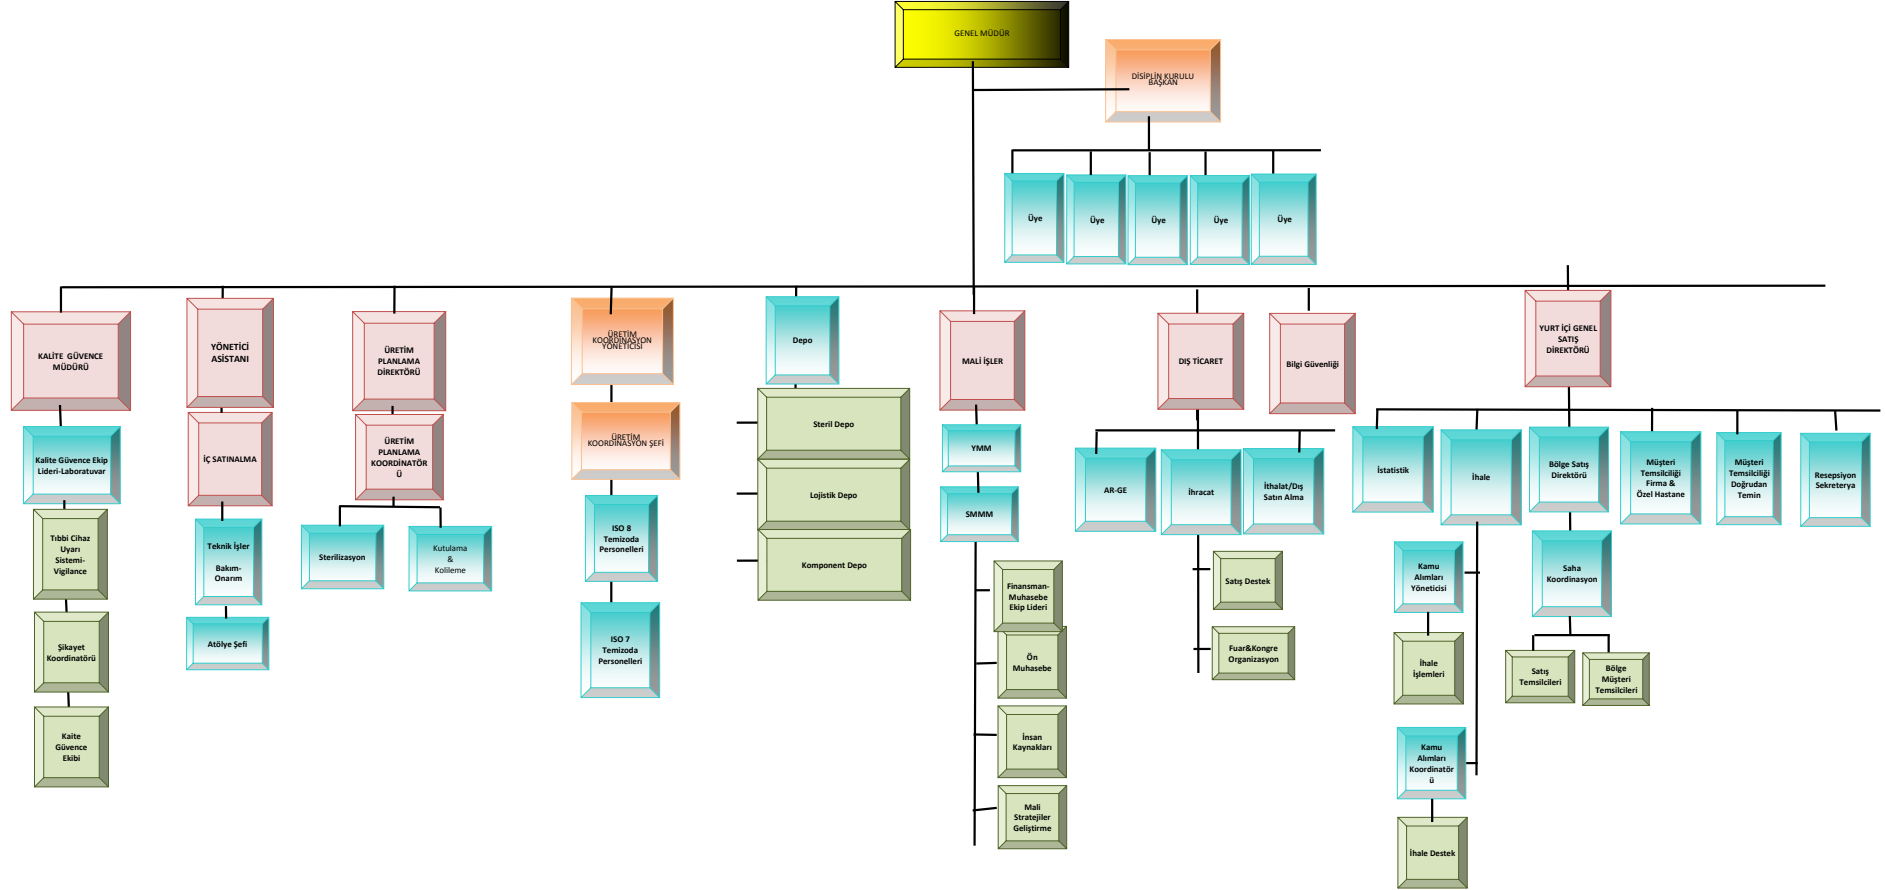 GENEL MÜDÜR
DİSİPLİN KURULU
BAŞKAN
Üye
Üye
Üye
Üye
Üye
KALİTE GÜVENCE
MÜDÜRÜ
Kalite Güvence Ekip
Lideri-Laboratuvar
Tıbbi Cihaz
Uyarı
Sistemi-
Vigilance
Şikayet
Koordinatörü
Kaite
Güvence
Ekibi
YÖNETİCİ
ASİSTANI
İÇ SATINALMA
Teknik İşler
Bakım-
Onarım
Atölye Şefi
ÜRETİM
PLANLAMA
DİREKTÖRÜ
ÜRETİM
PLANLAMA
KOORDİNATÖR
Ü
Sterilizasyon
Kutulama
&
Kolileme
ÜRETİM
KOORDİNASYON
YÖNETİCİSİ
ÜRETİM
KOORDİNASYON ŞEFİ
ISO 8
Temizoda
Personelleri
ISO 7
Temizoda
Personelleri
Depo
Steril Depo
Lojistik Depo
Komponent Depo
MALİ İŞLER
YMM
SMMM
Finansman-
Muhasebe
Ekip Lideri
Ön
Muhasebe
İnsan
Kaynakları
Mali
Stratejiler
Geliştirme
DIŞ TİCARET
AR-GE
İhracat
İthalat/Dış
Satın Alma
Satış Destek
Fuar&Kongre
Organizasyon
Bilgi Güvenliği
YURT İÇİ GENEL
SATIŞ
DİREKTÖRÜ
İstatistik
İhale
Bölge Satış
Direktörü
Müşteri
Temsilciliği
Firma &
Özel Hastane
Müşteri
Temsilciliği
Doğrudan
Temin
Resepsiyon
Sekreterya
Kamu
Alımları
Yöneticisi
İhale
İşlemleri
Kamu
Alımları
Koordinatör
ü
İhale Destek
Saha
Koordinasyon
Satış
Temsilcileri
Bölge
Müşteri
Temsilcileri